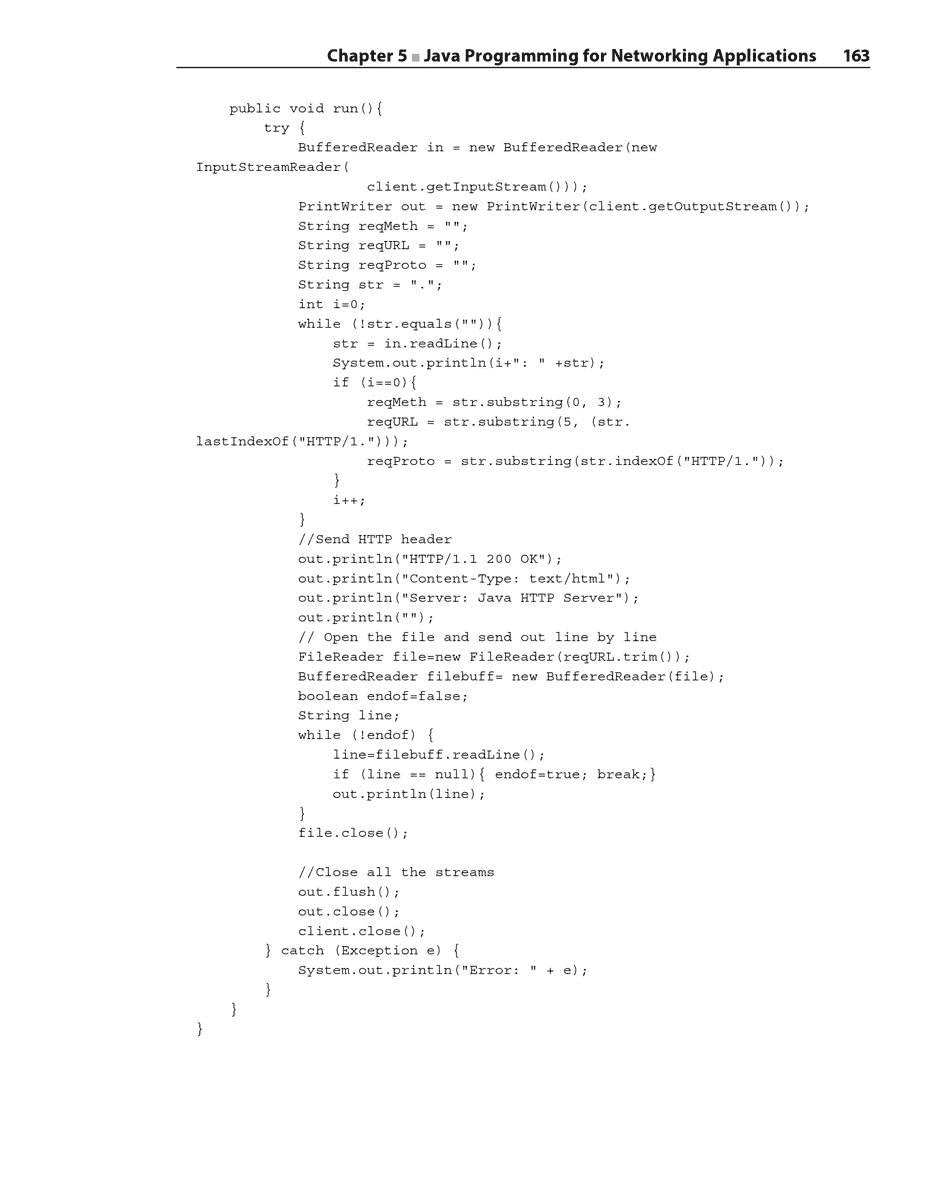 Chapter 5 ■ Java Programming for Networking Applications 163
    public void run(){
        try {
            BufferedReader in = new BufferedReader(new
InputStreamReader(
                    client.getInputStream()));
            PrintWriter out = new PrintWriter(client.getOutputStream());
            String reqMeth = "";
            String reqURL = "";
            String reqProto = "";
            String str = ".";
            int i=0;
            while (!str.equals("")){
                str = in.readLine();
                System.out.println(i+": " +str);
                if (i==0){
                    reqMeth = str.substring(0, 3);
                    reqURL = str.substring(5, (str.
lastIndexOf("HTTP/1.")));
                    reqProto = str.substring(str.indexOf("HTTP/1."));
                }
                i++;
            }
            //Send HTTP header
            out.println("HTTP/1.1 200 OK");
            out.println("Content-Type: text/html");
            out.println("Server: Java HTTP Server");
            out.println("");
            // Open the file and send out line by line
            FileReader file=new FileReader(reqURL.trim());
            BufferedReader filebuff= new BufferedReader(file);
            boolean endof=false;
            String line;
            while (!endof) {
                line=filebuff.readLine();
                if (line == null){ endof=true; break;}
                out.println(line);
            }
            file.close();

            //Close all the streams
            out.flush();
            out.close();
            client.close();
        } catch (Exception e) {
            System.out.println("Error: " + e);
        }
    }
}